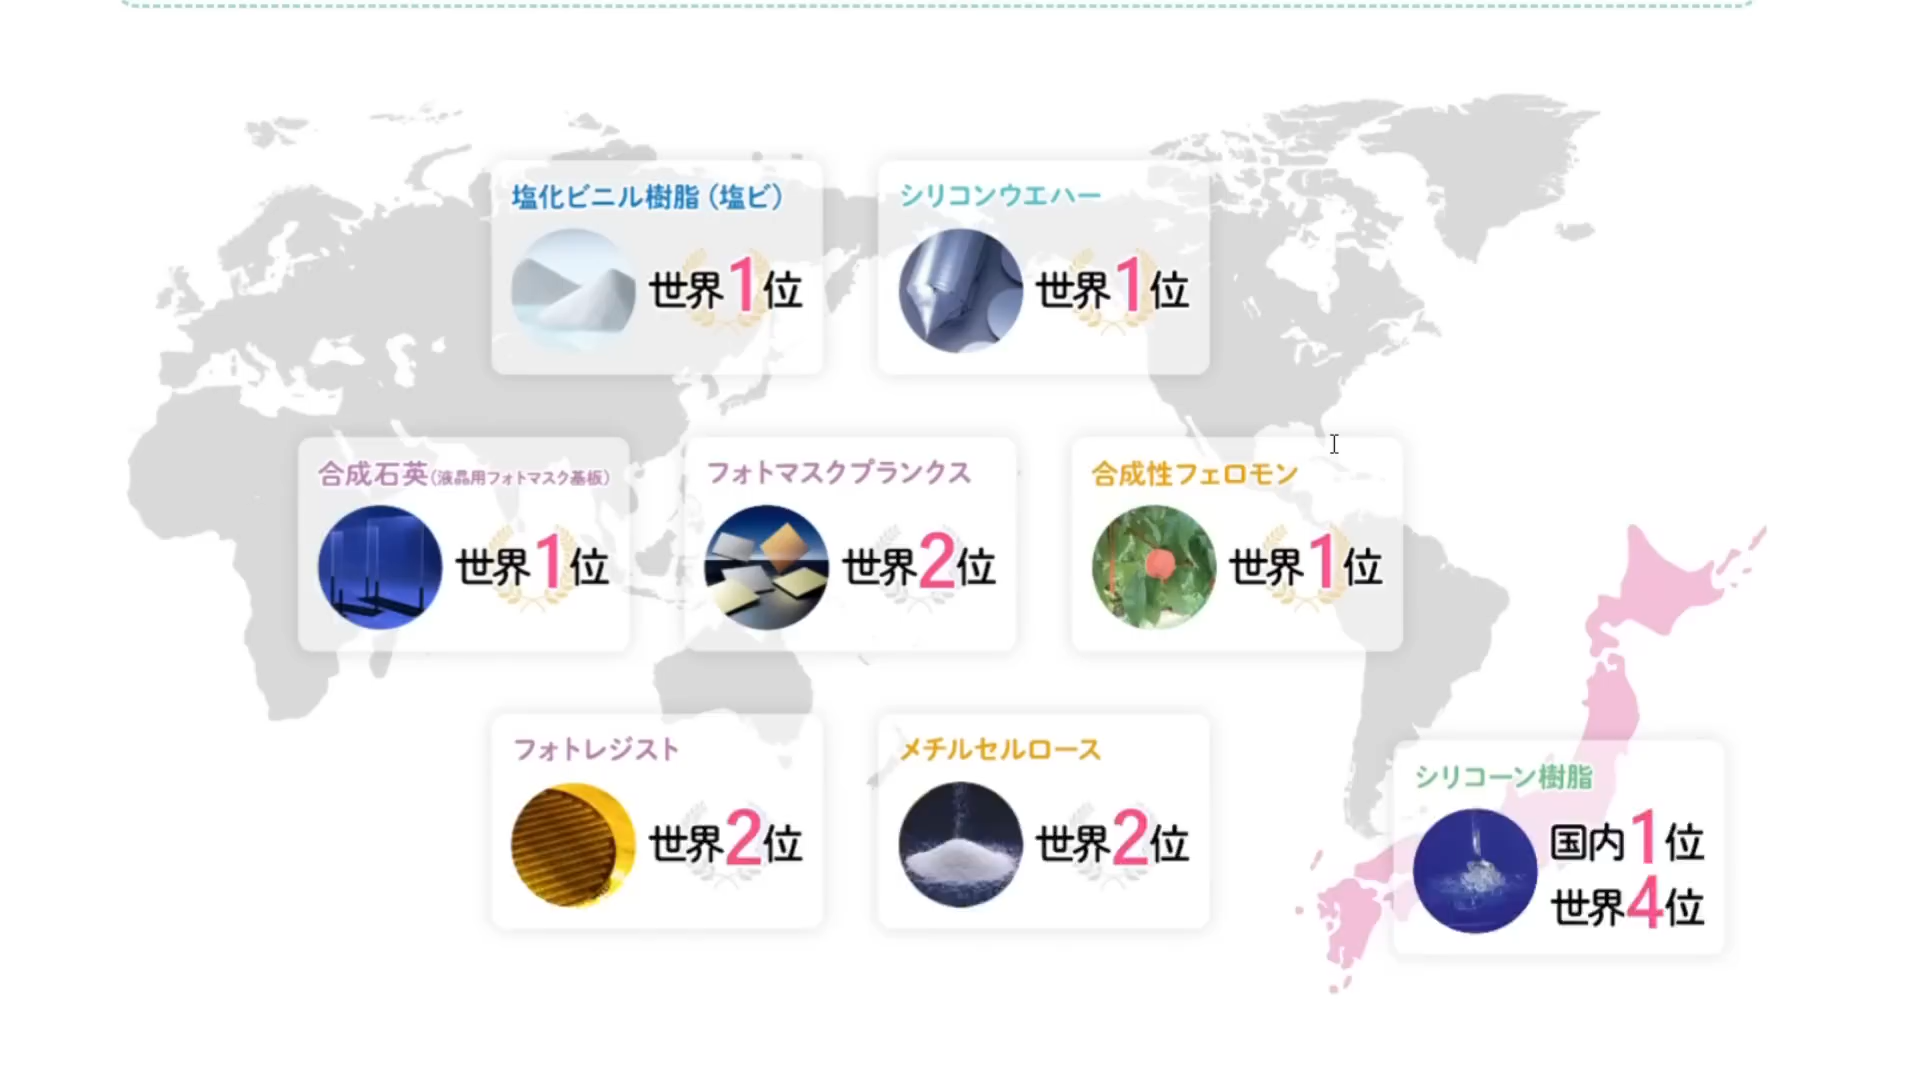 塩化ビニル樹脂（塩ビ）
世界1位
シリコンウエハー
世界1位
合成石英(液晶用フォトマスク基板)
世界1位
フォトマスクブランクス
世界2位
合成性フェロモン
世界1位
フォトレジスト
世界2位
メチルセルロース
世界2位
シリコーン樹脂
国内1位
世界4位